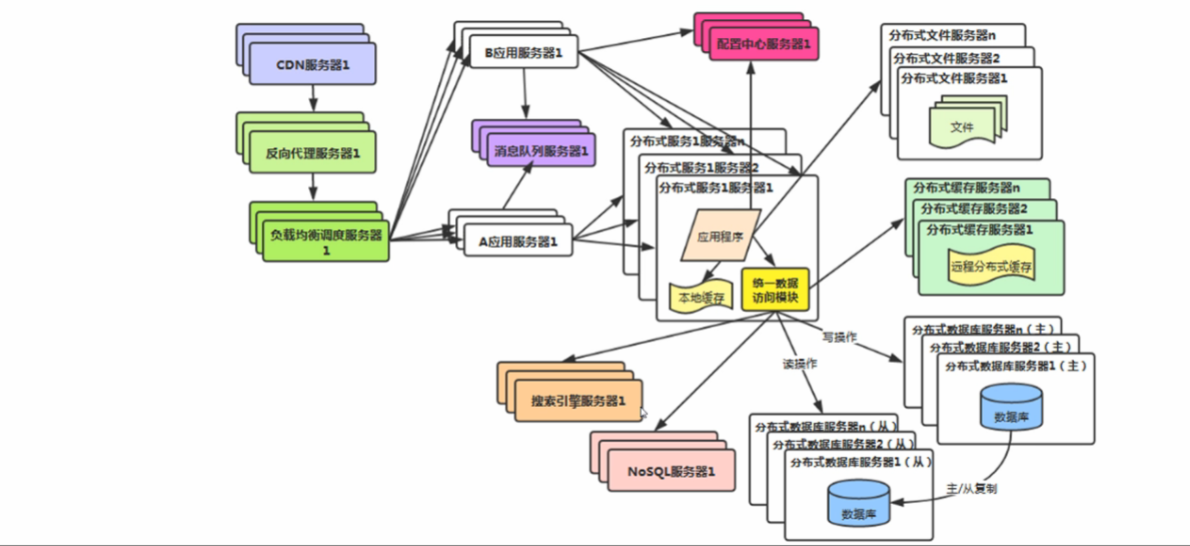 CDN服务器1
反向代理服务器1
负载均衡调度服务器
1
B应用服务器1
消息队列服务器1
A应用服务器1
配置中心服务器1
分布式服务1服务器n
分布式服务1服务器2
分布式服务1服务器1
应用程序
本地缓存
统一数据
访问模块
分布式文件服务器n
分布式文件服务器2
分布式文件服务器1
文件
分布式缓存服务器n
分布式缓存服务器2
分布式缓存服务器1
远程分布式缓存
写操作
读操作
分布式数据库服务器n（主）
分布式数据库服务器2（主）
分布式数据库服务器1（主）
数据库
搜索引擎服务器1
NoSQL服务器1
分布式数据库服务器n（从）
分布式数据库服务器2（从）
分布式数据库服务器1（从）
数据库
主/从复制